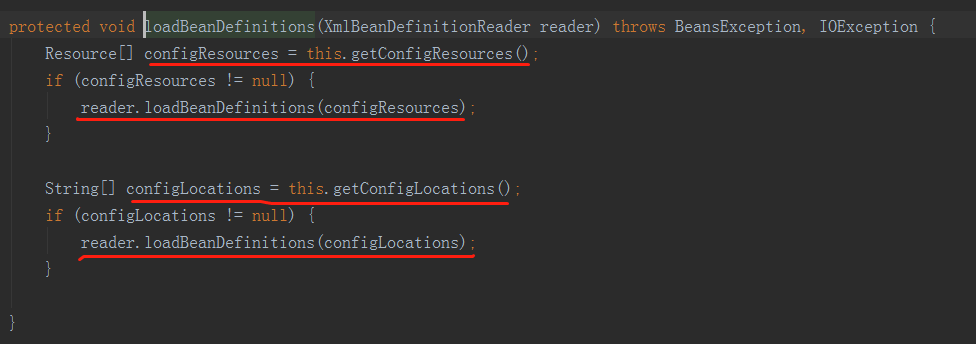 protected void loadBeanDefinitions(XmlBeanDefinitionReader reader) throws BeansException, IOException {
Resource[] configResources = this.getConfigResources();
if (configResources != null) {
reader.loadBeanDefinitions(configResources);
}
String[] configLocations = this.getConfigLocations();
if (configLocations != null) {
reader.loadBeanDefinitions(configLocations);
}
}